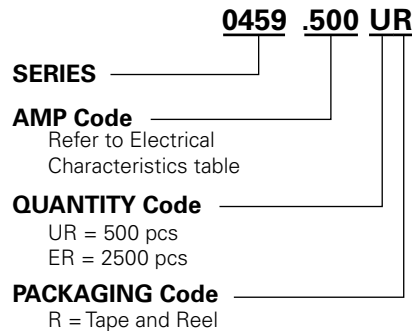 0459 .500 UR
SERIES
AMP Code
Refer to Electrical
Characteristics table
QUANTITY Code
UR = 500 pcs
ER = 2500 pcs
PACKAGING Code
R = Tape and Reel